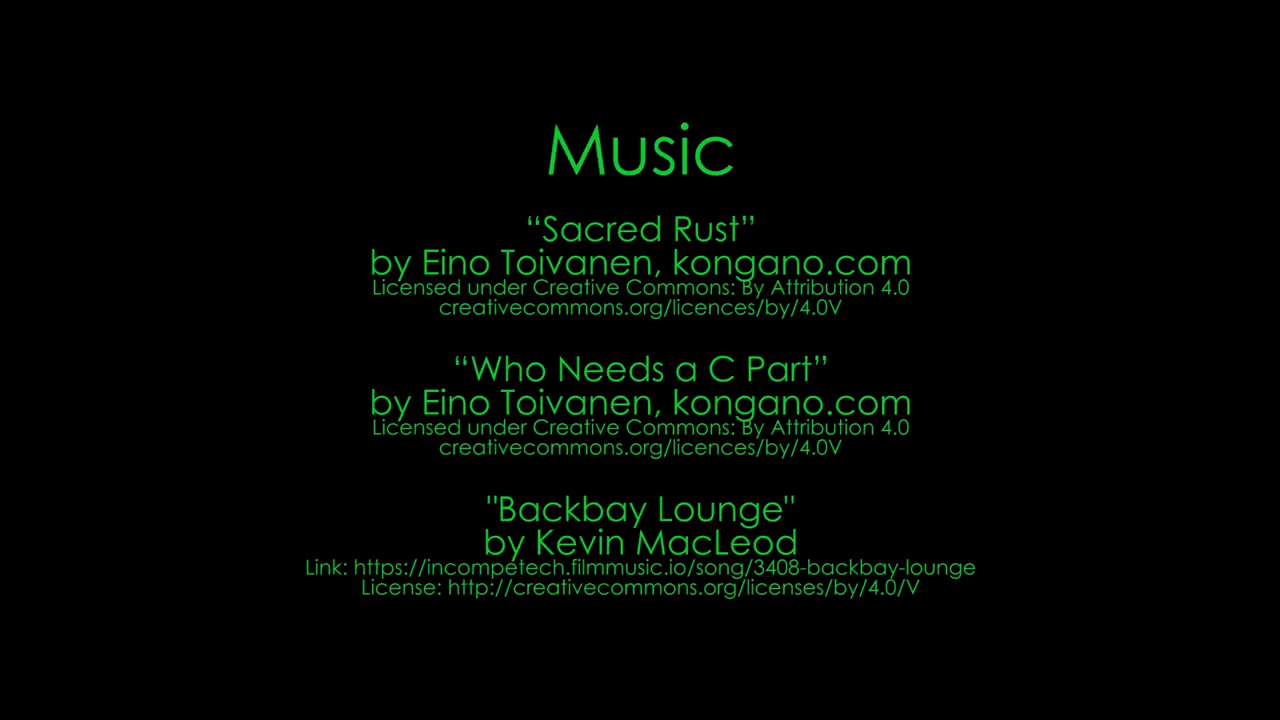 Music
“Sacred Rust”
by Eino Toivanen, kongano.com
Licensed under Creative Commons: By Attribution 4.0
creativecommons.org/licences/by/4.0V
“Who Needs a C Part”
by Eino Toivanen, kongano.com
Licensed under Creative Commons: By Attribution 4.0
creativecommons.org/licences/by/4.0V
"Backbay Lounge"
by Kevin MacLeod
Link: https://incompetech.filmmusic.io/song/3408-backbay-lounge
License: http://creativecommons.org/licenses/by/4.0/V